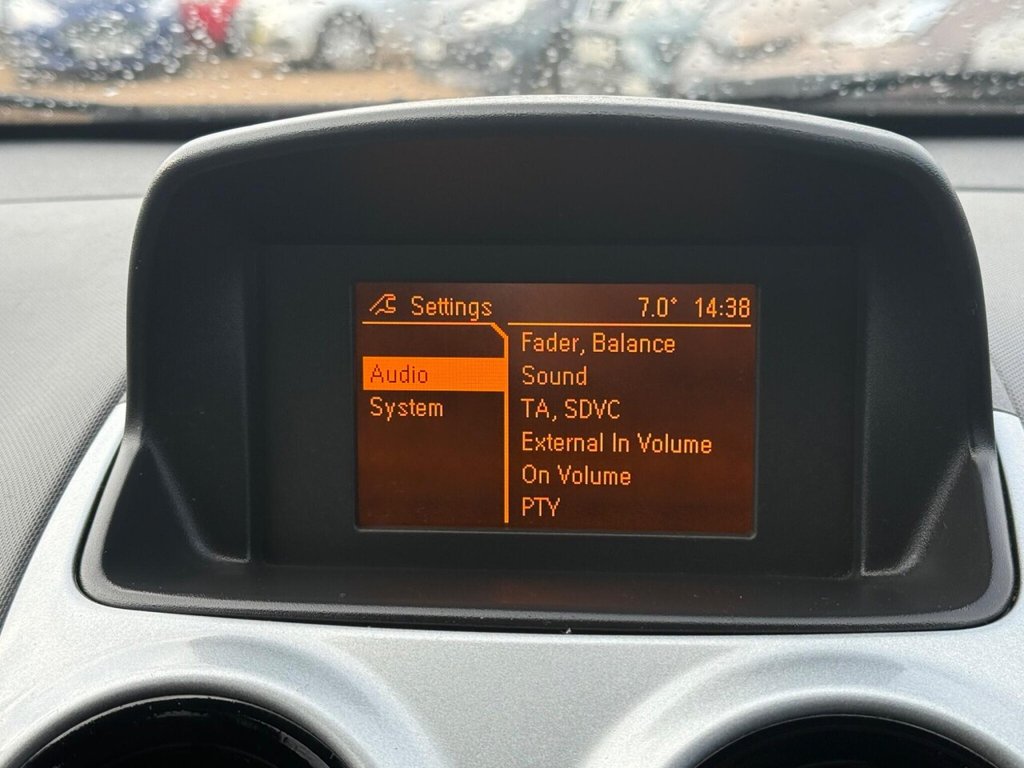 Settings 7.0° 14:38
Audio
System
Fader, Balance
Sound
TA, SDVC
External In Volume
On Volume
PTY